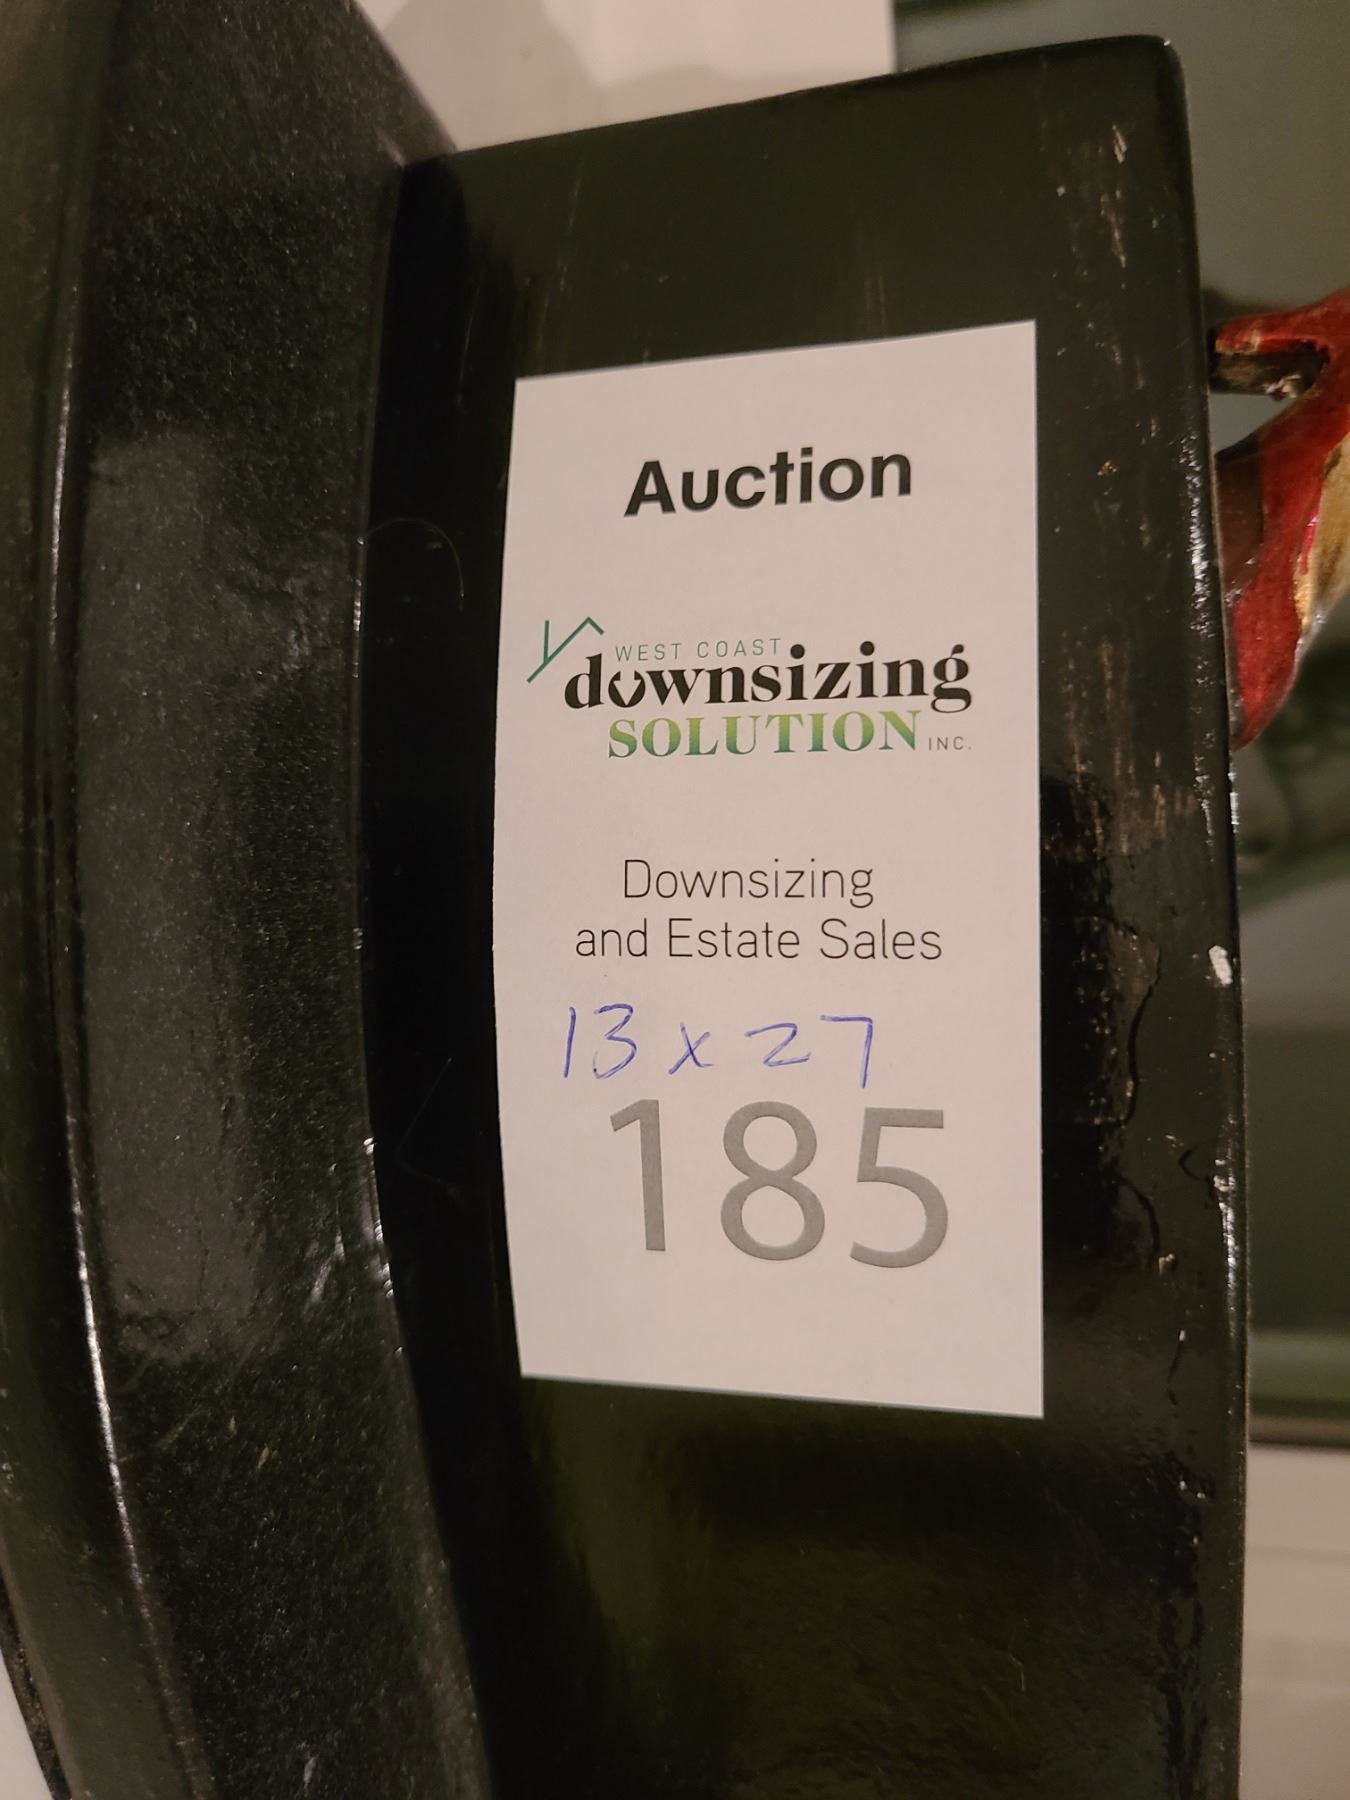 Auction
WEST COAST
downsizing
SOLUTION INC.
Downsizing
and Estate Sales
13 x 27
185